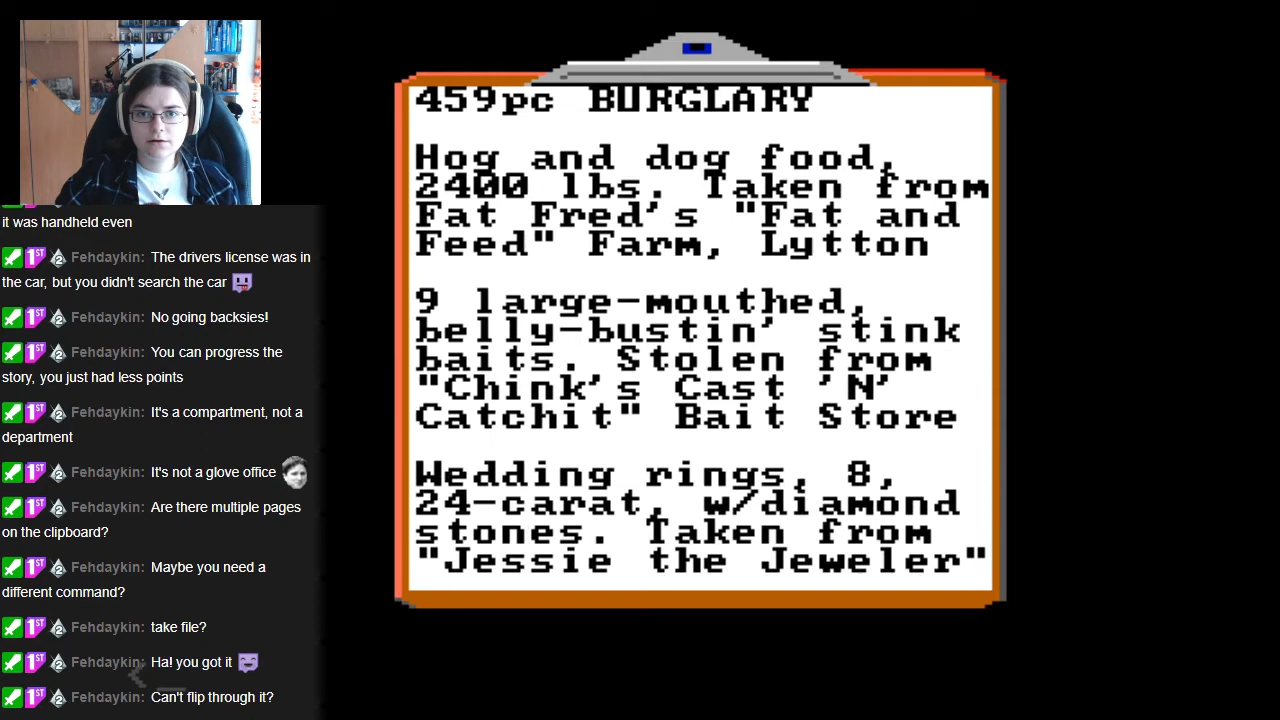 it was handheld even
Fehdaykin: The drivers license was in
the car, but you didn't search the car
Fehdaykin: No going backsies!
Fehdaykin: You can progress the
story, you just had less points
Fehdaykin: It's a compartment, not a
department
Fehdaykin: It's not a glove office
Fehdaykin: Are there multiple pages
on the clipboard?
Fehdaykin: Maybe you need a
different command?
Fehdaykin: take file?
Fehdaykin: Ha! you got it
Fehdaykin: Can't flip through it?
459pc BURGLARY
Hog and dog food,
2400 lbs. Taken from
Fat Fred's "Fat and
Feed" Farm, Lytton
9 large-mouthed,
belly-bustin' stink
baits. Stolen from
"Chink's Cast 'N'
Catchit" Bait Store
Wedding rings, 8,
24-carat, w/diamond
stones. Taken from
"Jessie the Jeweler"